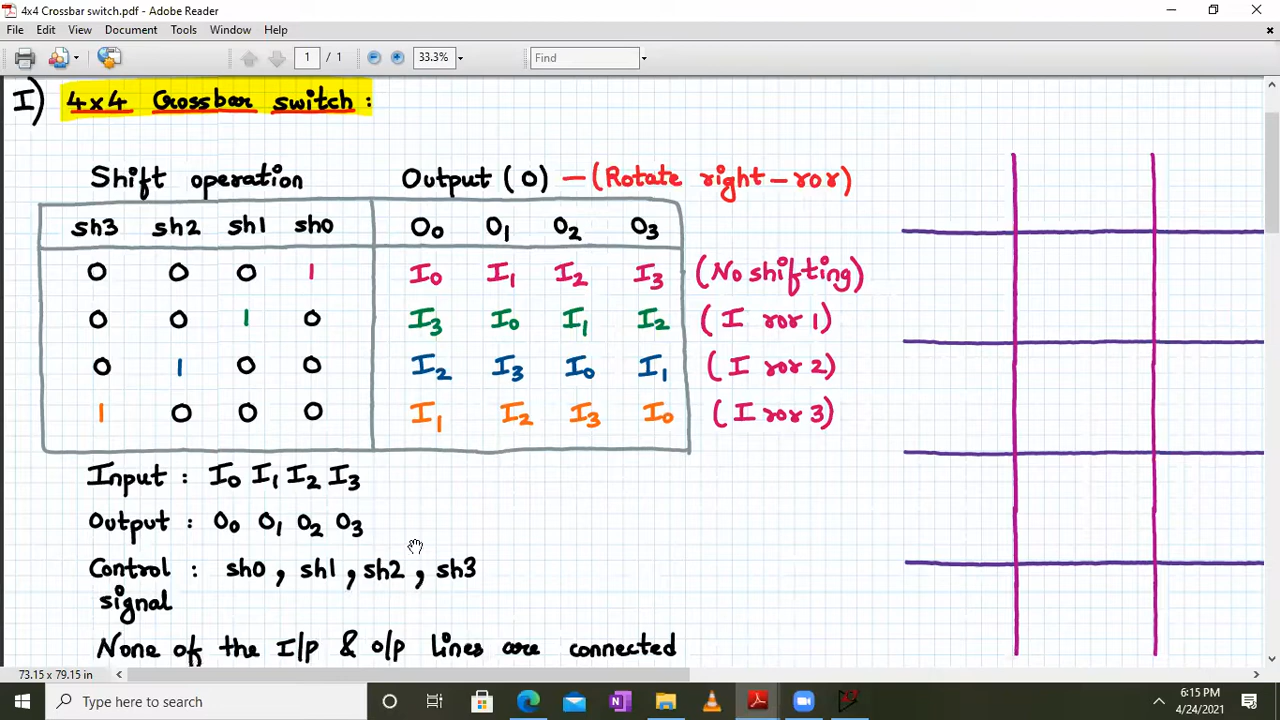 4x4 Crossbar switch.pdf - Adobe Reader
File Edit View Document Tools Window Help
1 / 1 33.3% Find
I) 4x4 Crossbar switch :
Shift operation Output (O) – (Rotate right – ror)
sh3 sh2 sh1 sh0 O0 O1 O2 O3
0 0 0 1 I0 I1 I2 I3 (No shifting)
0 0 1 0 I3 I0 I1 I2 (I ror 1)
0 1 0 0 I2 I3 I0 I1 (I ror 2)
1 0 0 0 I1 I2 I3 I0 (I ror 3)
Input : I0 I1 I2 I3
Output : O0 O1 O2 O3
Control : sh0 , sh1 , sh2 , sh3
signal
None of the I/p & o/p lines are connected
73.15 x 79.15 in
Type here to search
6:15 PM
4/24/2021